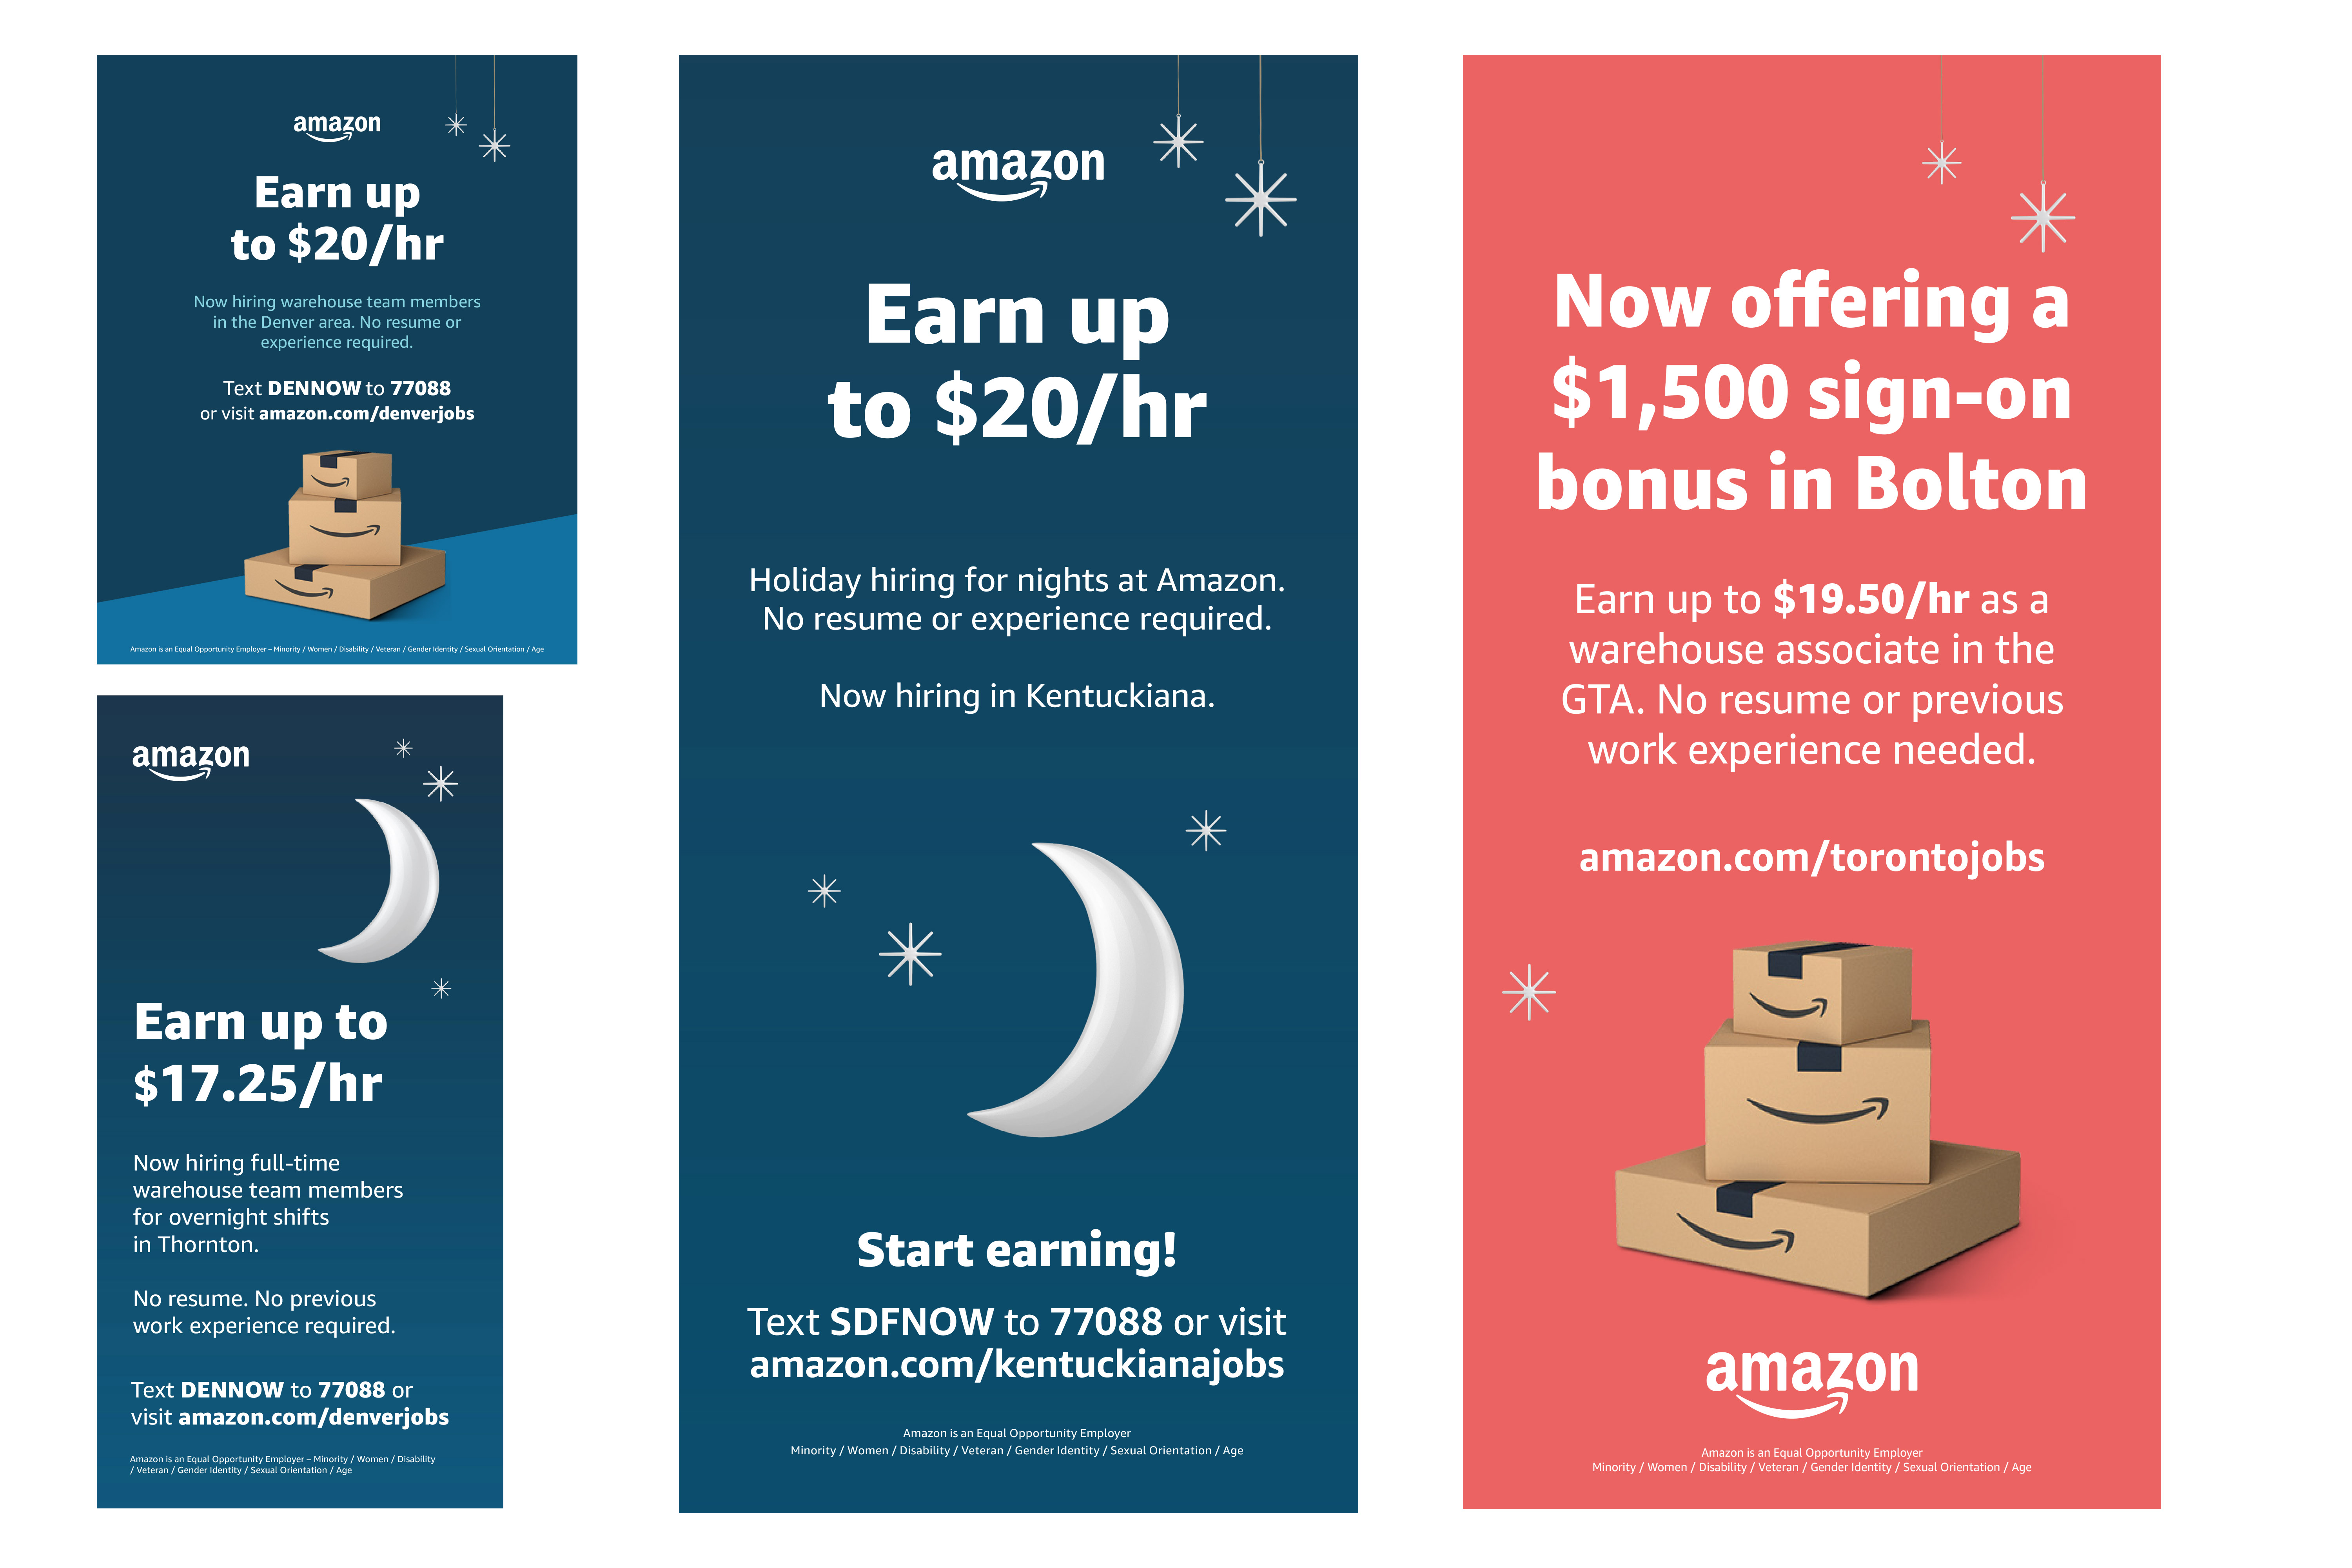 amazon
Earn up
to $20/hr
Now hiring warehouse team members
in the Denver area. No resume or
experience required.
Text DENNOW to 77088
or visit amazon.com/denverjobs
Amazon is an Equal Opportunity Employer – Minority / Women / Disability / Veteran / Gender Identity / Sexual Orientation / Age
amazon
Earn up to
$17.25/hr
Now hiring full-time
warehouse team members
for overnight shifts
in Thornton.
No resume. No previous
work experience required.
Text DENNOW to 77088 or
visit amazon.com/denverjobs
Amazon is an Equal Opportunity Employer – Minority / Women / Disability
/ Veteran / Gender Identity / Sexual Orientation / Age
amazon
Earn up
to $20/hr
Holiday hiring for nights at Amazon.
No resume or experience required.
Now hiring in Kentuckiana.
Start earning!
Text SDFNOW to 77088 or visit
amazon.com/kentuckianajobs
Amazon is an Equal Opportunity Employer
Minority / Women / Disability / Veteran / Gender Identity / Sexual Orientation / Age
Now offering a
$1,500 sign-on
bonus in Bolton
Earn up to $19.50/hr as a
warehouse associate in the
GTA. No resume or previous
work experience needed.
amazon.com/torontojobs
amazon
Amazon is an Equal Opportunity Employer
Minority / Women / Disability / Veteran / Gender Identity / Sexual Orientation / Age